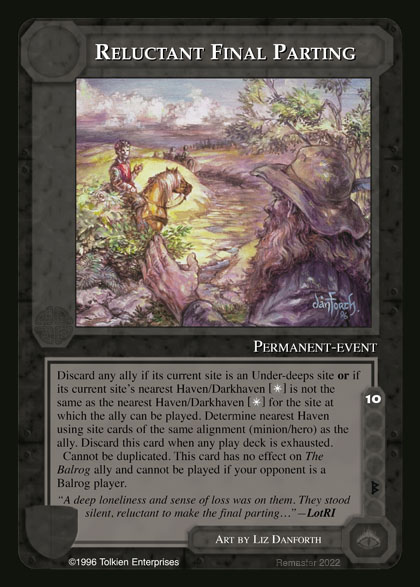 Reluctant Final Parting
Danforth
96
Permanent-event
Discard any ally if its current site is an Under-deeps site or if
its current site's nearest Haven/Darkhaven [☀] is not the
same as the nearest Haven/Darkhaven [☀] for the site at
which the ally can be played. Determine nearest Haven
using site cards of the same alignment (minion/hero) as the
ally. Discard this card when any play deck is exhausted.
Cannot be duplicated. This card has no effect on The
Balrog ally and cannot be played if your opponent is a
Balrog player.
"A deep loneliness and sense of loss was on them. They stood
silent, reluctant to make the final parting…"—LotRI
10
Art by Liz Danforth
©1996 Tolkien Enterprises
Remaster 2022